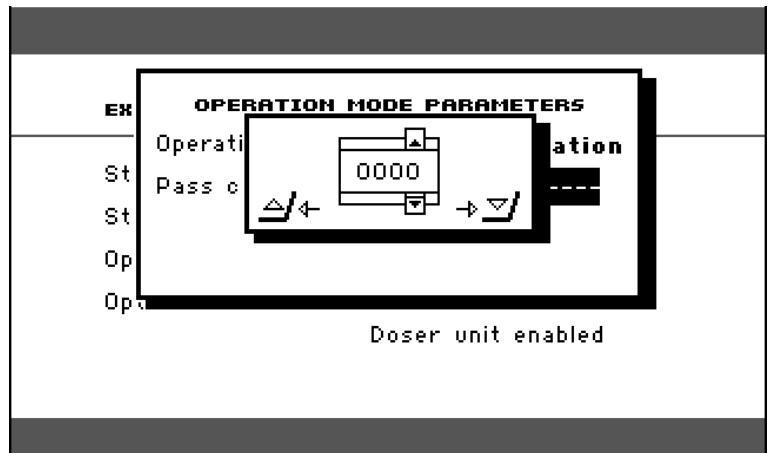 EX
OPERATION MODE PARAMETERS
Operati ation
St Pass c ----
0000
St
Op
Op
Doser unit enabled